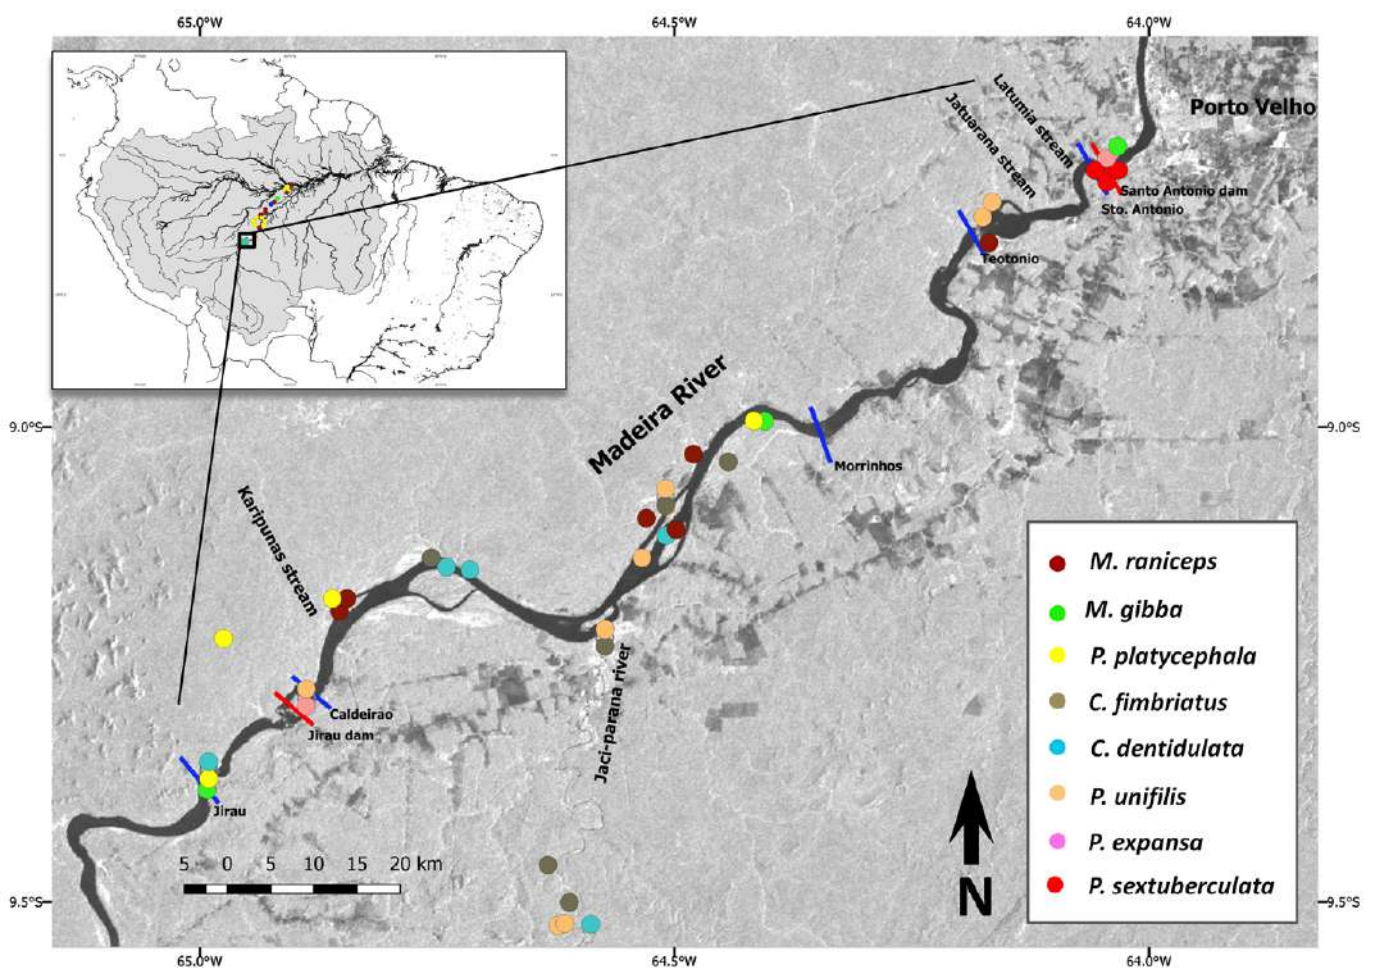 65.0°W
64.5°W
64.0°W
Porto Velho
Latumia stream
Jatuarana stream
Santo Antonio dam
Sto. Antonio
Teotonio
Madeira River
9.0°S
9.0°S
Morrinhos
Karipunas stream
M. raniceps
M. gibba
P. platycephala
C. fimbriatus
C. dentidulata
P. unifilis
P. expansa
P. sextuberculata
Jaci-parana river
Caldeirao
Jirau dam
Jirau
5 0 5 10 15 20 km
N
9.5°S
9.5°S
65.0°W
64.5°W
64.0°W